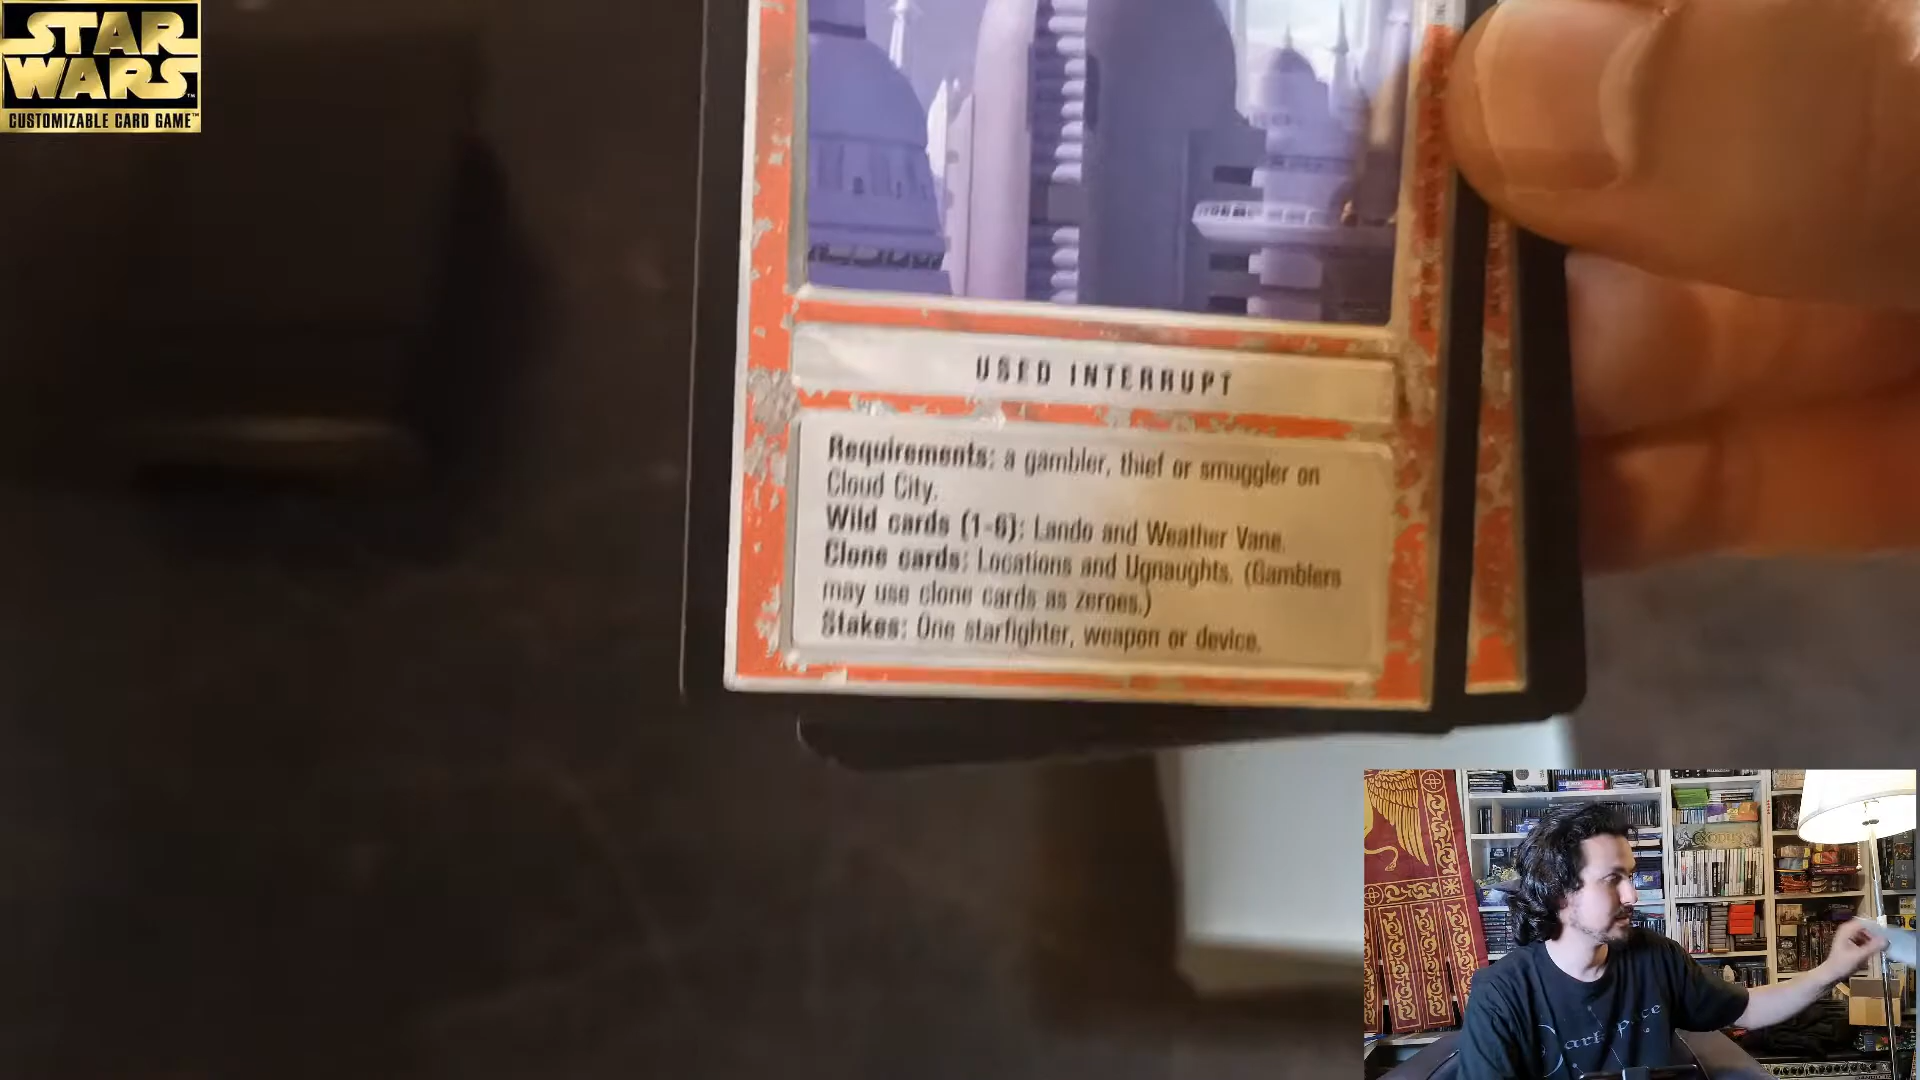 STAR
WARS
CUSTOMIZABLE CARD GAME
USED INTERRUPT
Requirements: a gambler, thief or smuggler on
Cloud City.
Wild cards (1-6): Lando and Weather Vane.
Clone cards: Locations and Ugnaughts. (Gamblers
may use clone cards as zeroes.)
Stakes: One starfighter, weapon or device.